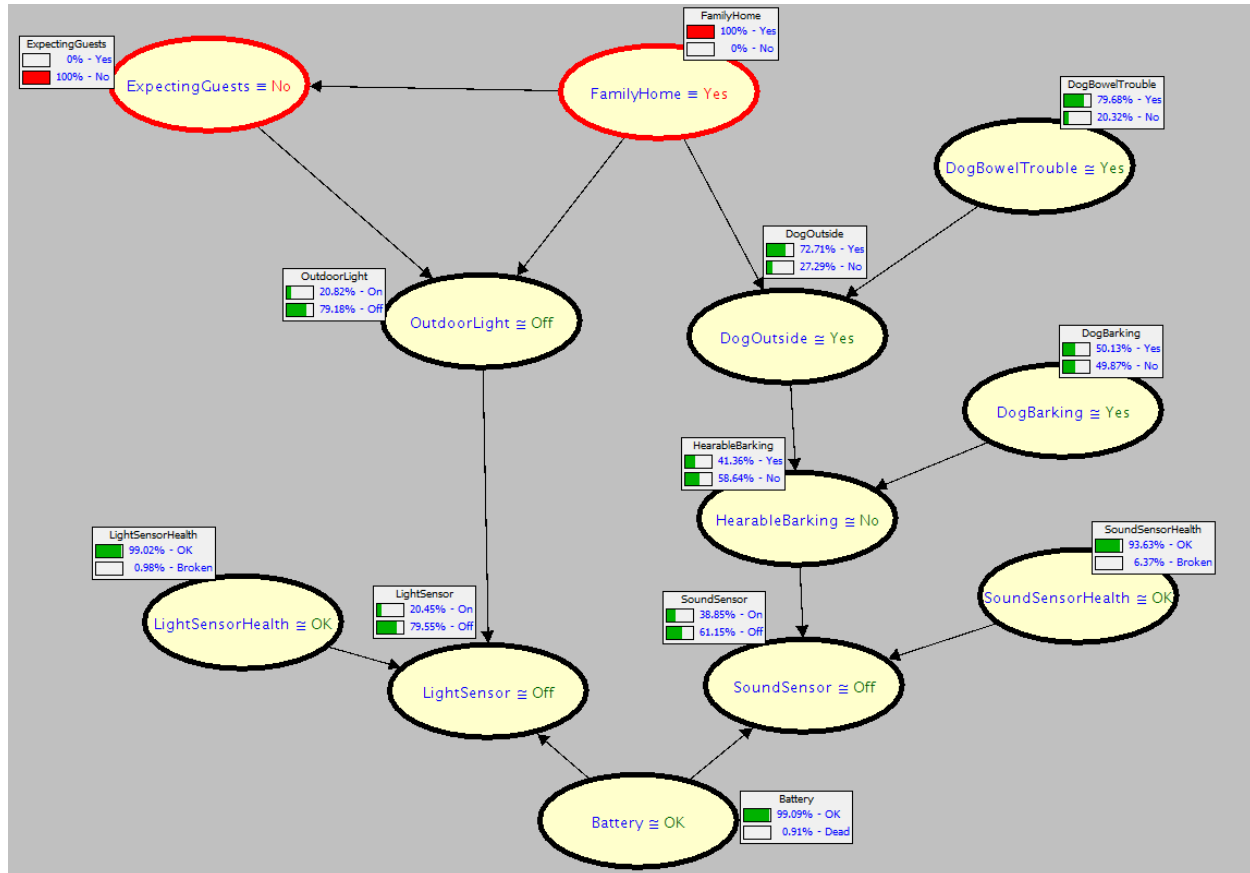 ExpectingGuests
0% - Yes
100% - No
ExpectingGuests ≡ No
FamilyHome
100% - Yes
0% - No
FamilyHome ≡ Yes
DogBowelTrouble
79.68% - Yes
20.32% - No
DogBowelTrouble ≅ Yes
OutdoorLight
20.82% - On
79.18% - Off
OutdoorLight ≅ Off
DogOutside
72.71% - Yes
27.29% - No
DogOutside ≅ Yes
DogBarking
50.13% - Yes
49.87% - No
DogBarking ≅ Yes
HearableBarking
41.36% - Yes
58.64% - No
HearableBarking ≅ No
LightSensorHealth
99.02% - OK
0.98% - Broken
LightSensorHealth ≅ OK
SoundSensorHealth
93.63% - OK
6.37% - Broken
SoundSensorHealth ≅ OK
LightSensor
20.45% - On
79.55% - Off
LightSensor ≅ Off
SoundSensor
38.85% - On
61.15% - Off
SoundSensor ≅ Off
Battery
99.09% - OK
0.91% - Dead
Battery ≅ OK